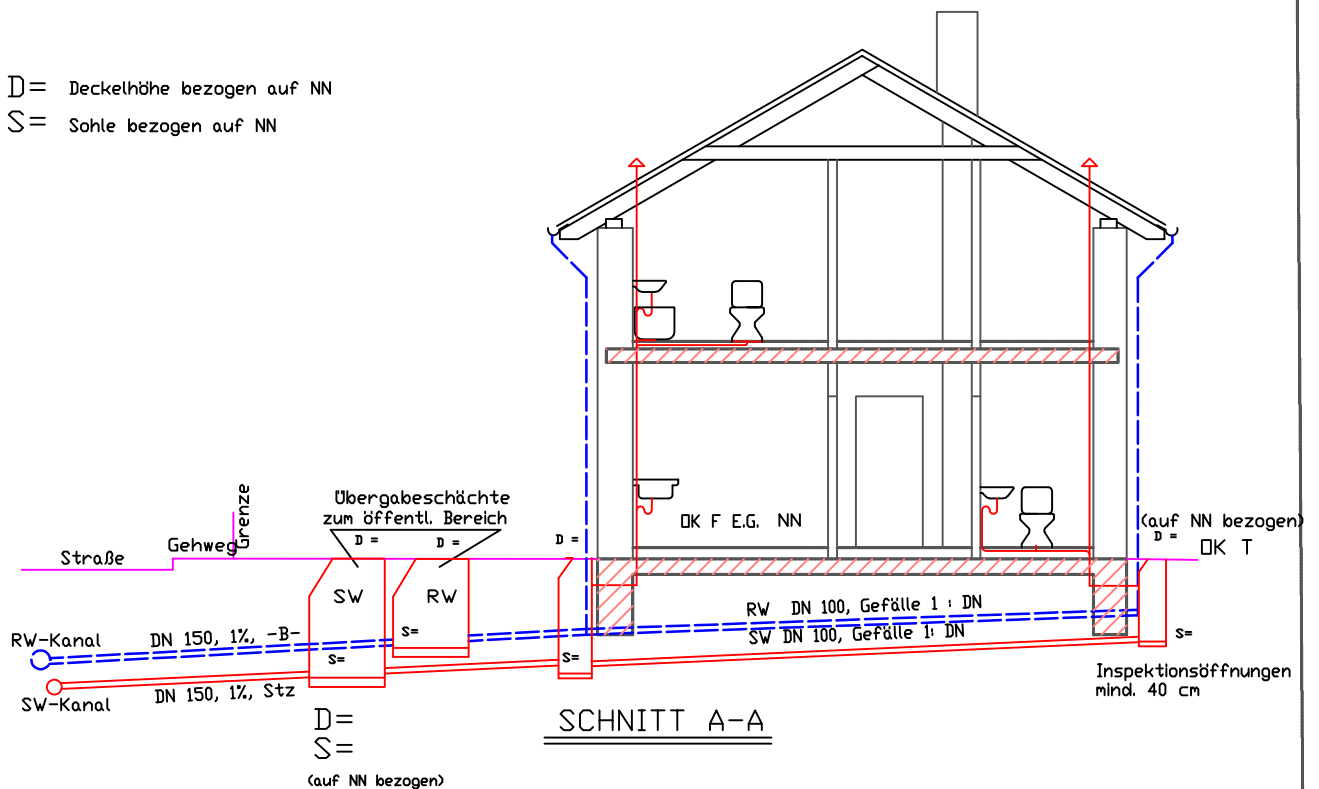 D= Deckelhöhe bezogen auf NN
S= Sohle bezogen auf NN
Übergabeschächte
zum öffentl. Bereich
Grenze
Gehweg
Straße
D =
D =
D =
OK F E.G. NN
(auf NN bezogen)
D =
OK T
SW
RW
RW DN 100, Gefälle 1 : DN
SW DN 100, Gefälle 1: DN
RW-Kanal
DN 150, 1%, -B-
S=
S=
S=
S=
SW-Kanal
DN 150, 1%, Stz
Inspektionsöffnungen
mind. 40 cm
D=
S=
(auf NN bezogen)
SCHNITT A-A